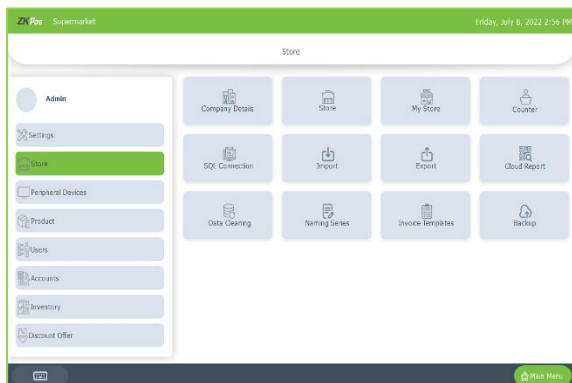 ZKPos Supermarket
Friday, July 8, 2022 2:56 PM
Store
Admin
Settings
Store
Peripheral Devices
Product
Users
Accounts
Inventory
Discount Offer
Company Details
Store
My Store
Counter
SQL Connection
Import
Export
Cloud Report
Data Cleaning
Naming Series
Invoice Templates
Backup
Main Menu